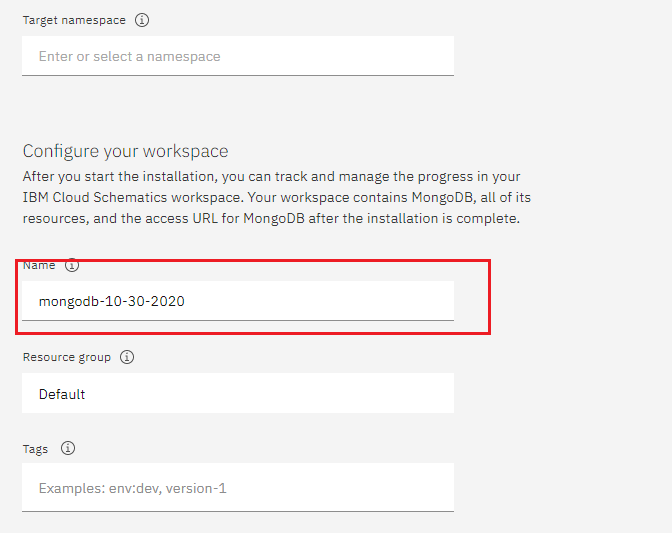 Target namespace
Enter or select a namespace
Configure your workspace
After you start the installation, you can track and manage the progress in your
IBM Cloud Schematics workspace. Your workspace contains MongoDB, all of its
resources, and the access URL for MongoDB after the installation is complete.
Name
mongodb-10-30-2020
Resource group
Default
Tags
Examples: env:dev, version-1